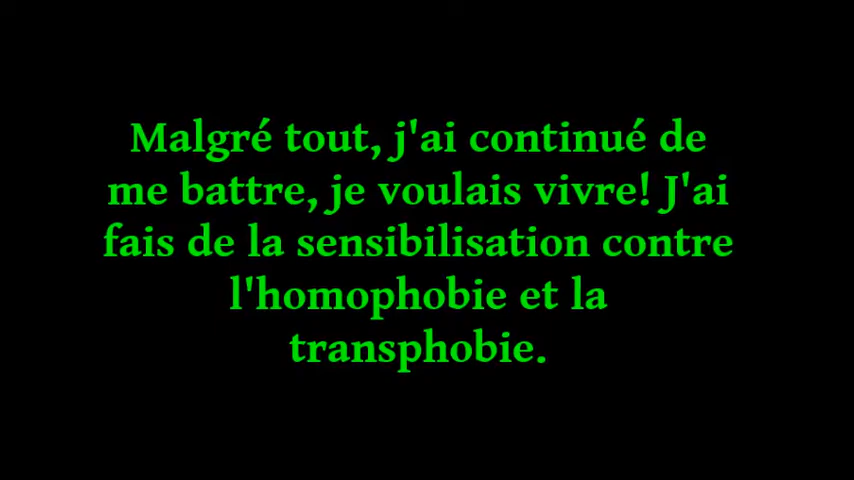 Malgré tout, j'ai continué de
me battre, je voulais vivre! J'ai
fais de la sensibilisation contre
l'homophobie et la
transphobie.